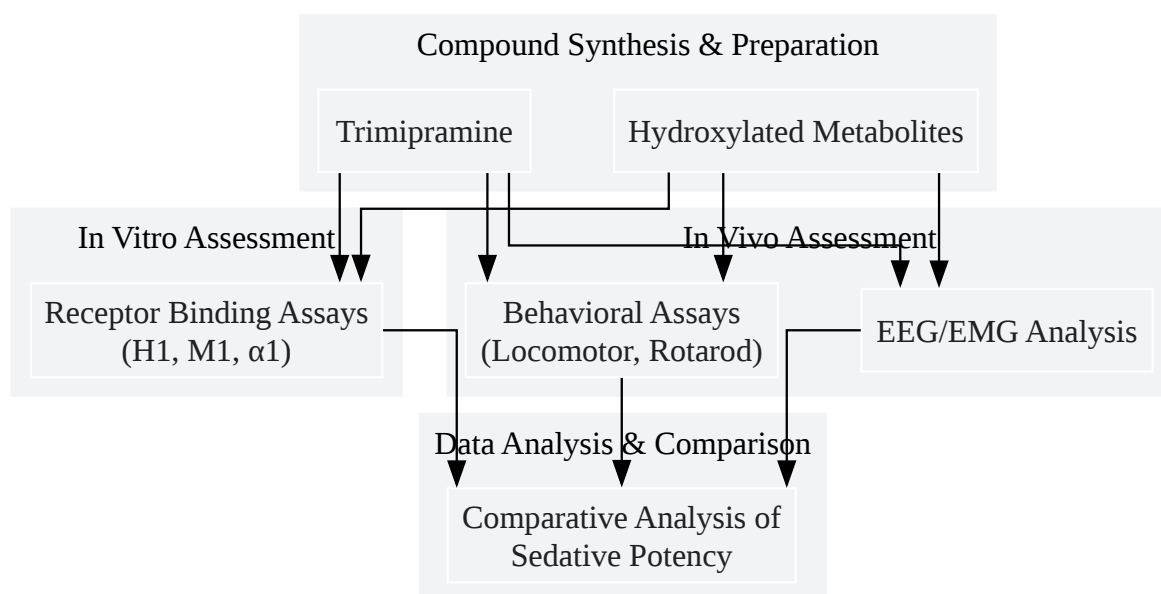 Compound Synthesis & Preparation
Trimipramine
Hydroxylated Metabolites
In Vitro Assessment
In Vivo Assessment
Receptor Binding Assays
(H1, M1, α1)
Behavioral Assays
(Locomotor, Rotarod)
EEG/EMG Analysis
Data Analysis & Comparison
Comparative Analysis of
Sedative Potency